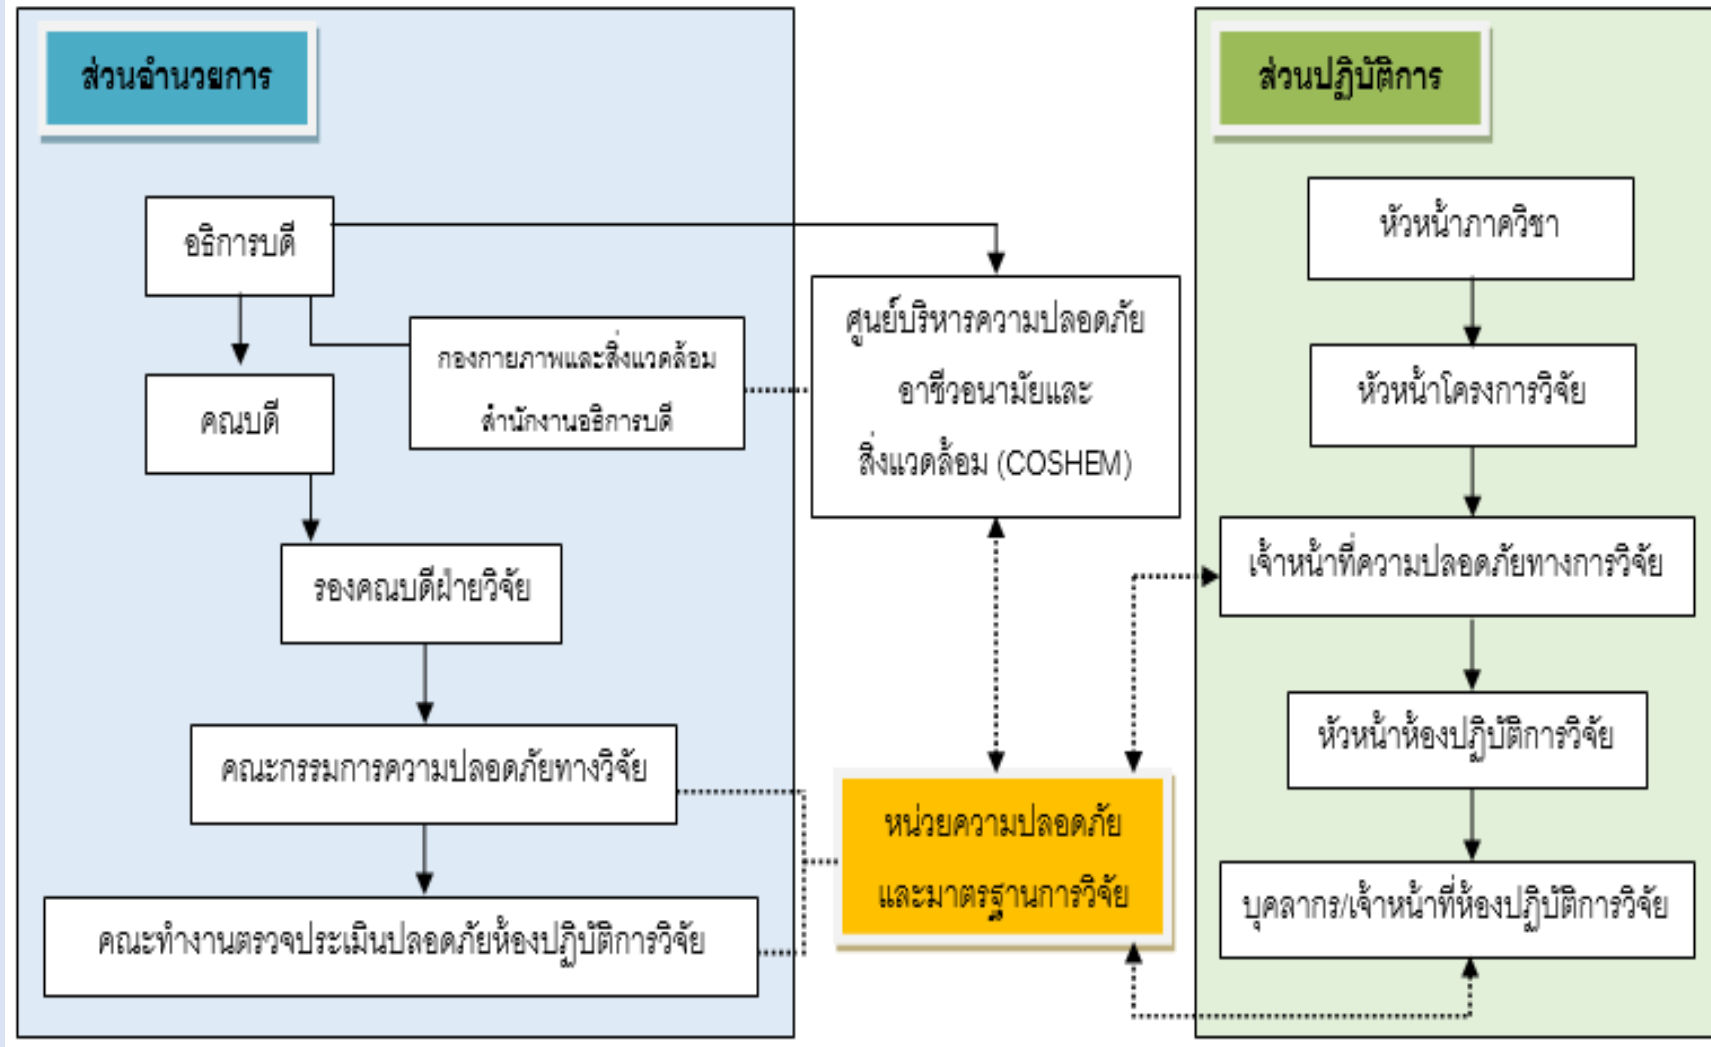 ส่วนอำนวยการ
อธิการบดี
กองกายภาพและสิ่งแวดล้อม
สำนักงานอธิการบดี
คณบดี
รองคณบดีฝ่ายวิจัย
คณะกรรมการความปลอดภัยทางวิจัย
คณะทำงานตรวจประเมินปลอดภัยห้องปฏิบัติการวิจัย
ศูนย์บริหารความปลอดภัย
อาชีวอนามัยและ
สิ่งแวดล้อม (COSHEM)
หน่วยความปลอดภัย
และมาตรฐานการวิจัย
ส่วนปฏิบัติการ
หัวหน้าภาควิชา
หัวหน้าโครงการวิจัย
เจ้าหน้าที่ความปลอดภัยทางการวิจัย
หัวหน้าห้องปฏิบัติการวิจัย
บุคลากร/เจ้าหน้าที่ห้องปฏิบัติการวิจัย